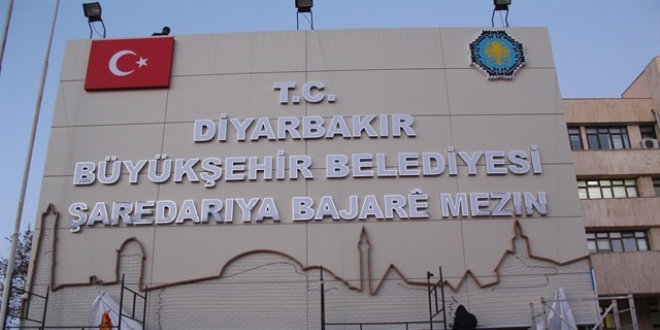 T.C.
DİYARBAKIR
BÜYÜKŞEHİR BELEDİYESİ
ŞAREDARIYA BAJARÊ MEZIN